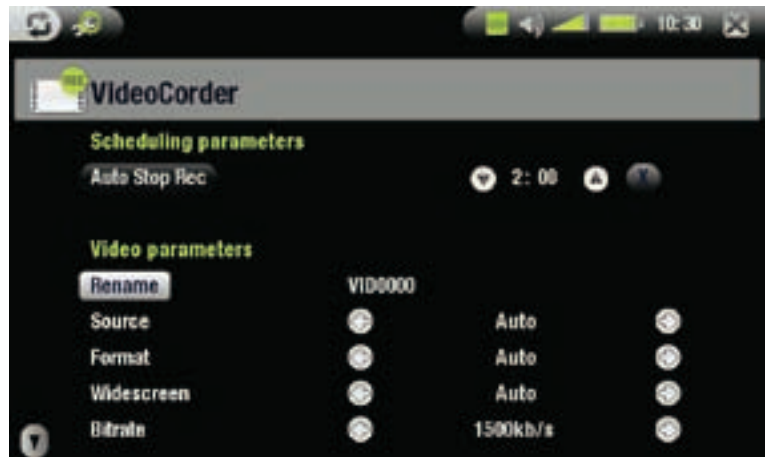 10:30
REC
VideoCorder
Scheduling parameters
Auto Stop Rec 2:00
Video parameters
Rename VID0000
Source Auto
Format Auto
Widescreen Auto
Bitrate 1500kb/s